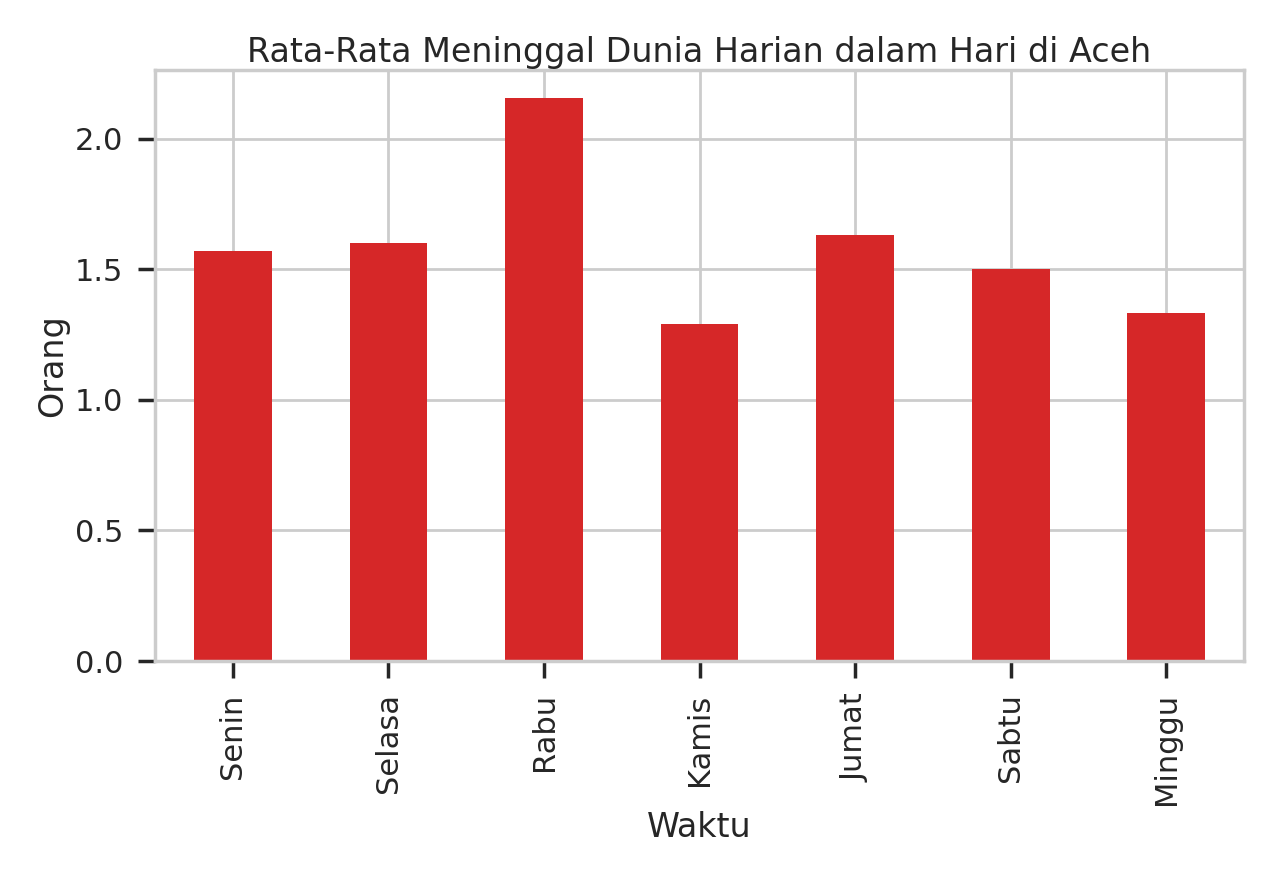 Rata-Rata Meninggal Dunia Harian dalam Hari di Aceh
2.0
1.5
1.0
0.5
0.0
Orang
Senin
Selasa
Rabu
Kamis
Jumat
Sabtu
Minggu
Waktu